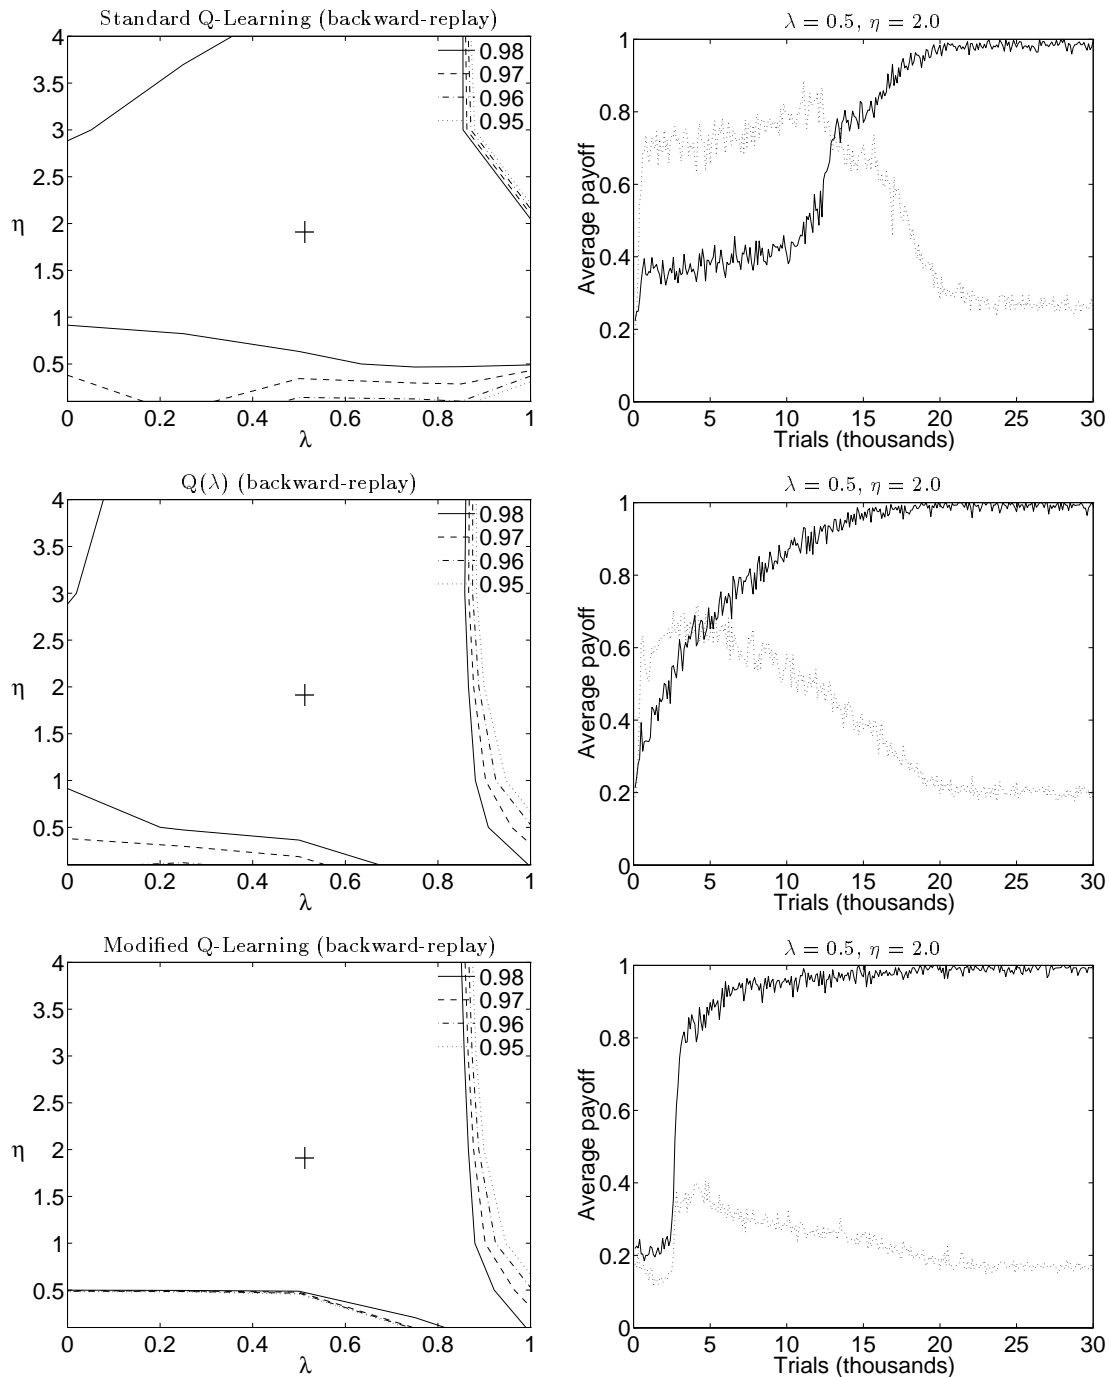 Standard Q-Learning (backward-replay)
4
3.5
3
2.5
2
1.5
1
0.5
η
0 0.2 0.4 0.6 0.8 1
λ
0.98
0.97
0.96
0.95
λ = 0.5, η = 2.0
1
0.8
0.6
0.4
0.2
0
Average payoff
0 5 10 15 20 25 30
Trials (thousands)
Q(λ) (backward-replay)
4
3.5
3
2.5
2
1.5
1
0.5
η
0 0.2 0.4 0.6 0.8 1
λ
0.98
0.97
0.96
0.95
λ = 0.5, η = 2.0
1
0.8
0.6
0.4
0.2
0
Average payoff
0 5 10 15 20 25 30
Trials (thousands)
Modified Q-Learning (backward-replay)
4
3.5
3
2.5
2
1.5
1
0.5
η
0 0.2 0.4 0.6 0.8 1
λ
0.98
0.97
0.96
0.95
λ = 0.5, η = 2.0
1
0.8
0.6
0.4
0.2
0
Average payoff
0 5 10 15 20 25 30
Trials (thousands)